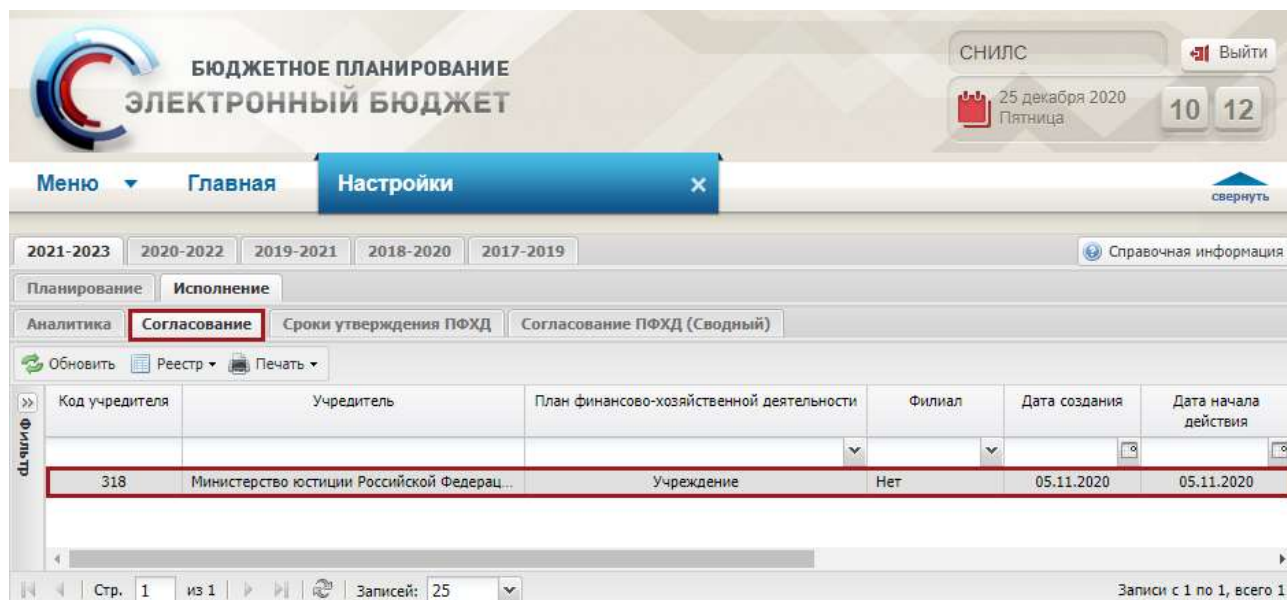 БЮДЖЕТНОЕ ПЛАНИРОВАНИЕ
ЭЛЕКТРОННЫЙ БЮДЖЕТ
СНИЛС
Выйти
25 декабря 2020
Пятница
10 12
Меню Главная Настройки
свернуть
2021-2023 2020-2022 2019-2021 2018-2020 2017-2019 Справочная информация
Планирование Исполнение
Аналитика Согласование Сроки утверждения ПФХД Согласование ПФХД (Сводный)
Обновить Реестр Печать
Фильтр
Код учредителя Учредитель План финансово-хозяйственной деятельности Филиал Дата создания Дата начала
действия
318 Министерство юстиции Российской Федерац... Учреждение Нет 05.11.2020 05.11.2020
Стр. 1 из 1 Записей: 25 Записи с 1 по 1, всего 1